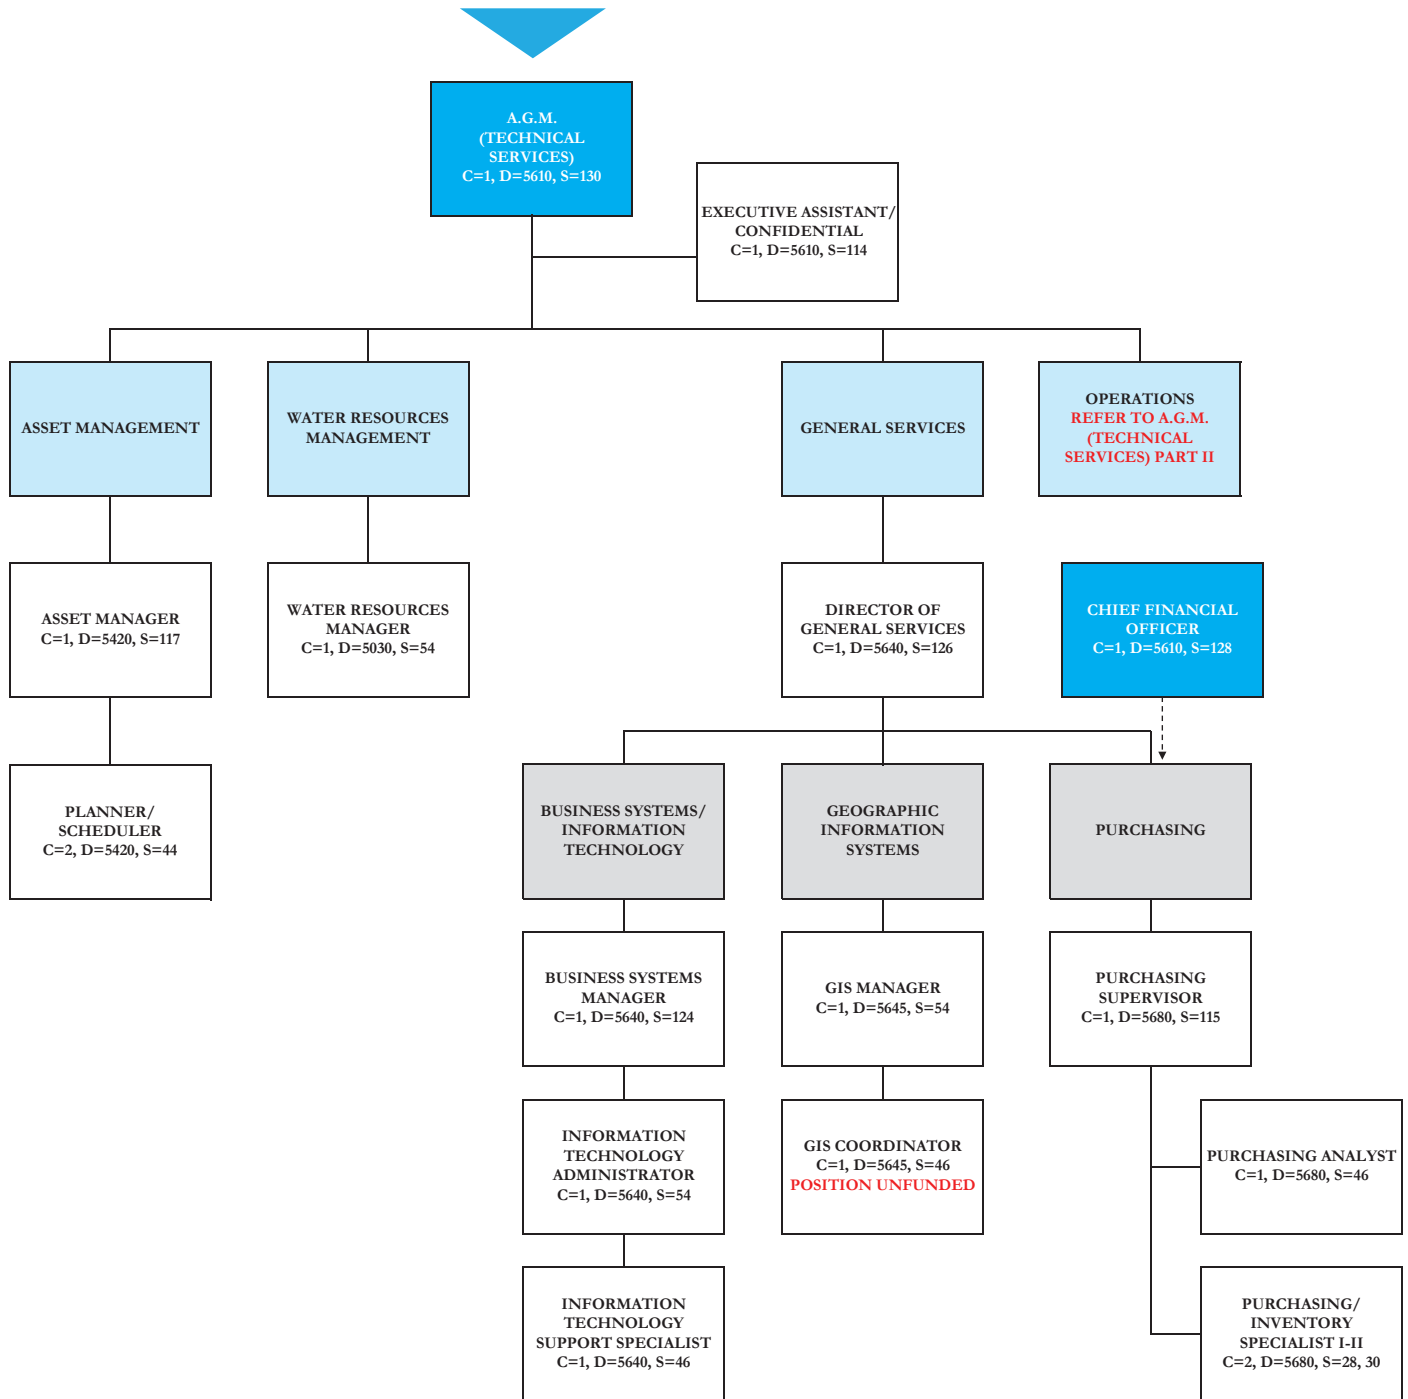 A.G.M.
(TECHNICAL
SERVICES)
C=1, D=5610, S=130
EXECUTIVE ASSISTANT/
CONFIDENTIAL
C=1, D=5610, S=114
ASSET MANAGEMENT
WATER RESOURCES
MANAGEMENT
GENERAL SERVICES
OPERATIONS
REFER TO A.G.M.
(TECHNICAL
SERVICES) PART II
ASSET MANAGER
C=1, D=5420, S=117
WATER RESOURCES
MANAGER
C=1, D=5030, S=54
DIRECTOR OF
GENERAL SERVICES
C=1, D=5640, S=126
CHIEF FINANCIAL
OFFICER
C=1, D=5610, S=128
PLANNER/
SCHEDULER
C=2, D=5420, S=44
BUSINESS SYSTEMS/
INFORMATION
TECHNOLOGY
GEOGRAPHIC
INFORMATION
SYSTEMS
PURCHASING
BUSINESS SYSTEMS
MANAGER
C=1, D=5640, S=124
GIS MANAGER
C=1, D=5645, S=54
PURCHASING
SUPERVISOR
C=1, D=5680, S=115
INFORMATION
TECHNOLOGY
ADMINISTRATOR
C=1, D=5640, S=54
GIS COORDINATOR
C=1, D=5645, S=46
POSITION UNFUNDED
PURCHASING ANALYST
C=1, D=5680, S=46
INFORMATION
TECHNOLOGY
SUPPORT SPECIALIST
C=1, D=5640, S=46
PURCHASING/
INVENTORY
SPECIALIST I-II
C=2, D=5680, S=28, 30